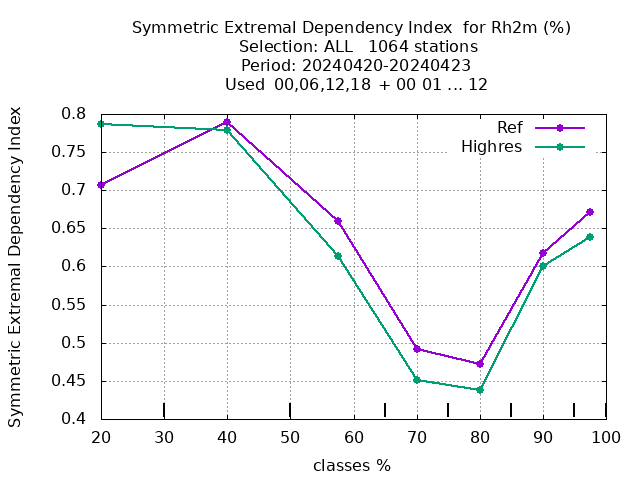 Symmetric Extremal Dependency Index for Rh2m (%)
Selection: ALL 1064 stations
Period: 20240420-20240423
Used 00,06,12,18 + 00 01 ... 12
Symmetric Extremal Dependency Index
0.8
0.75
0.7
0.65
0.6
0.55
0.5
0.45
0.4
Ref
Highres
20 30 40 50 60 70 80 90 100
classes %